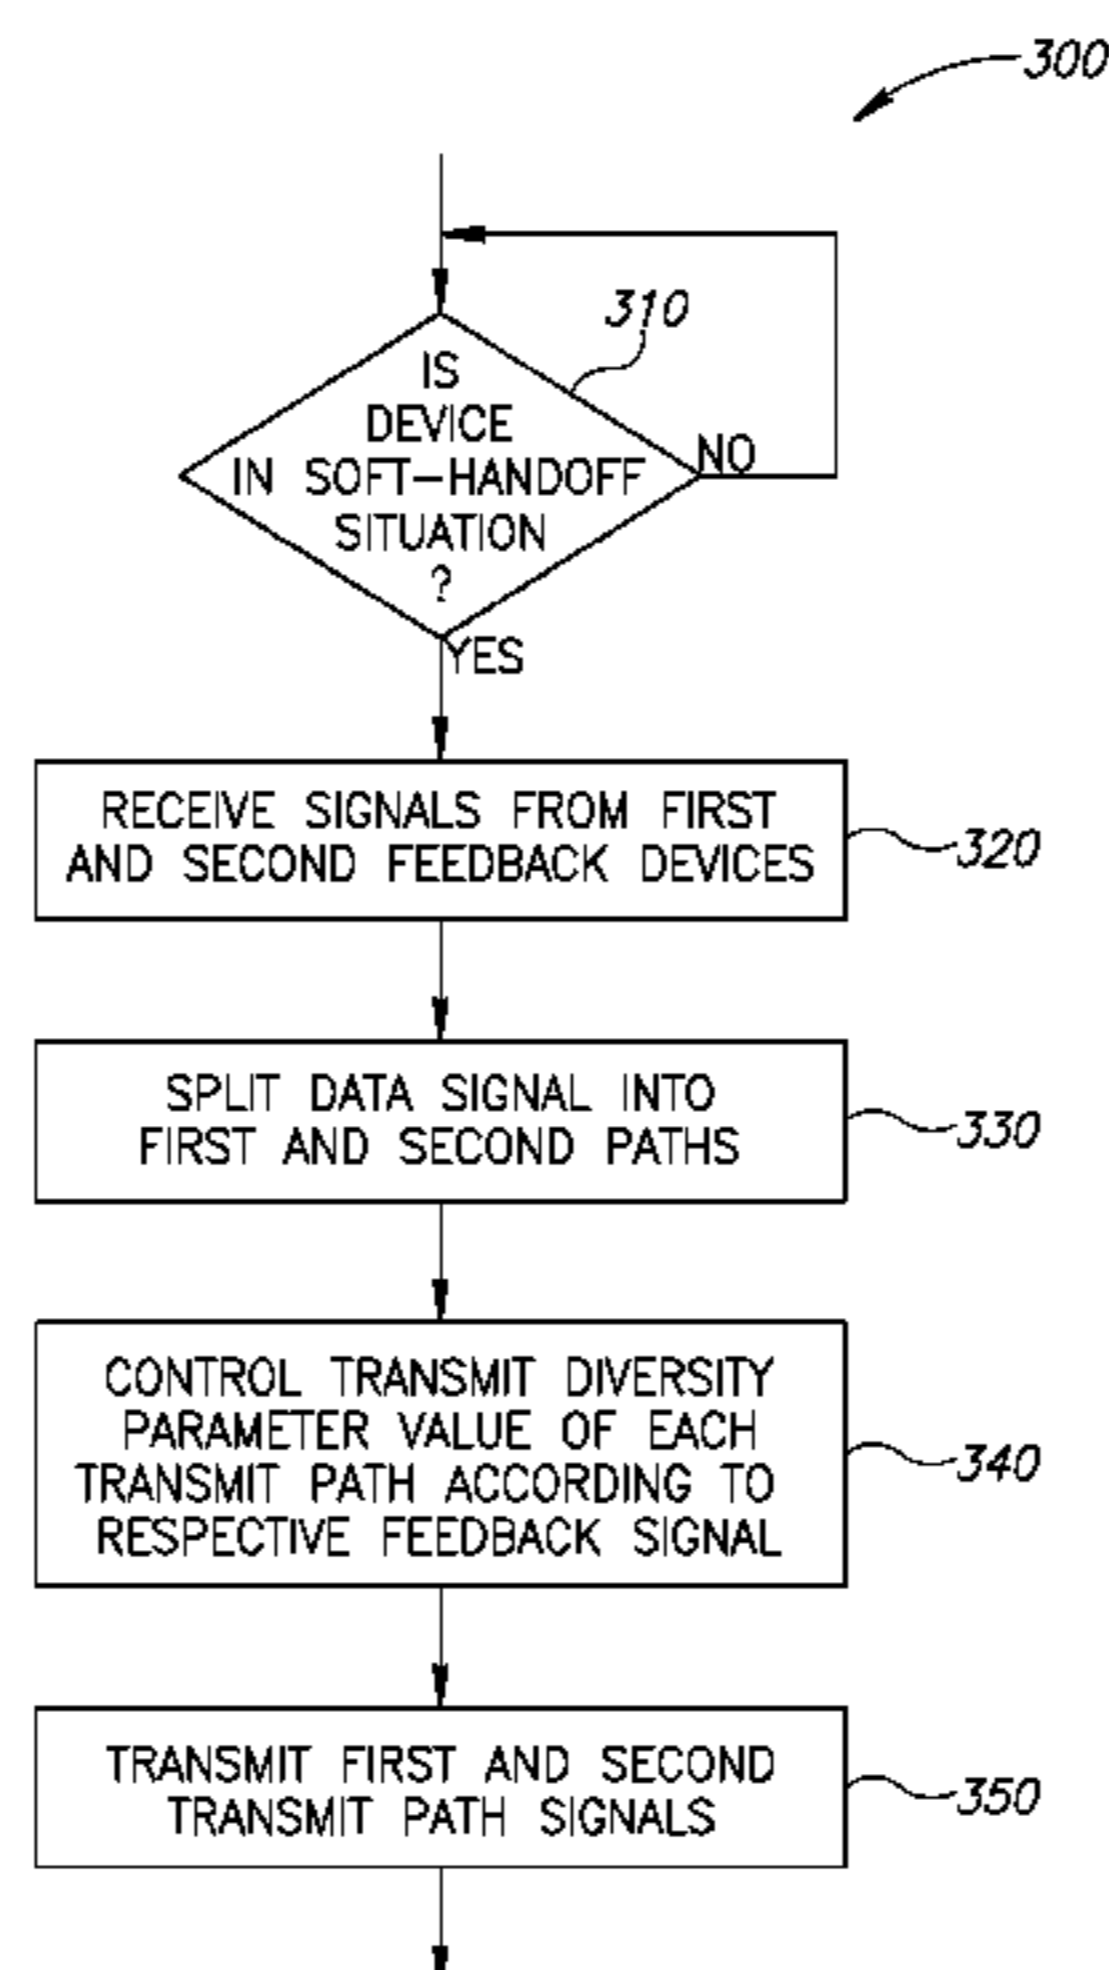 300
310
IS
DEVICE
IN SOFT-HANDOFF
SITUATION
?
NO
YES
RECEIVE SIGNALS FROM FIRST
AND SECOND FEEDBACK DEVICES
320
SPLIT DATA SIGNAL INTO
FIRST AND SECOND PATHS
330
CONTROL TRANSMIT DIVERSITY
PARAMETER VALUE OF EACH
TRANSMIT PATH ACCORDING TO
RESPECTIVE FEEDBACK SIGNAL
340
TRANSMIT FIRST AND SECOND
TRANSMIT PATH SIGNALS
350